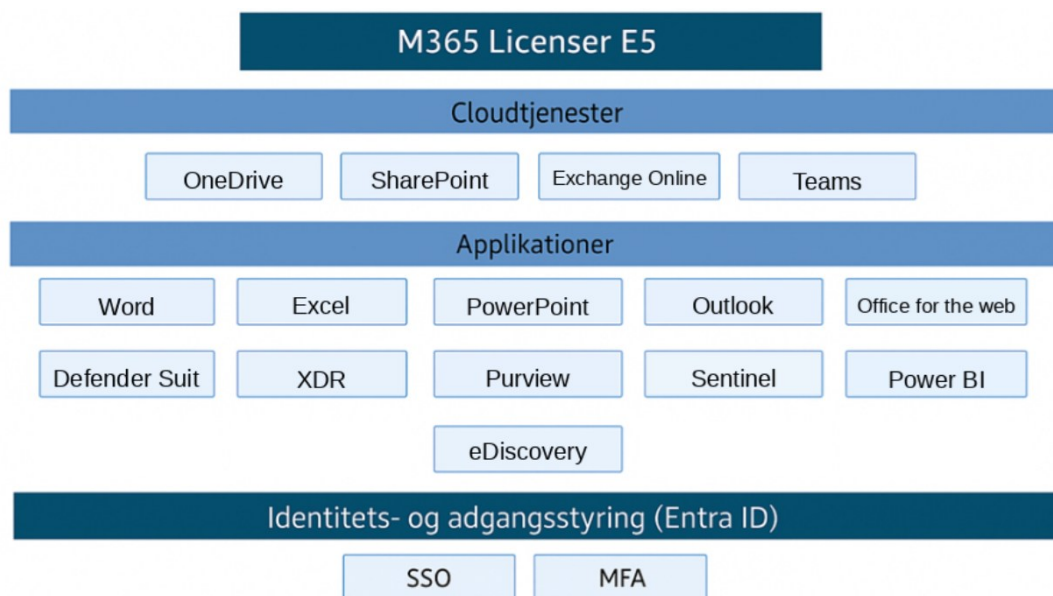 M365 Licenser E5
Cloudtjenester
OneDrive
SharePoint
Exchange Online
Teams
Applikationer
Word
Excel
PowerPoint
Outlook
Office for the web
Defender Suit
XDR
Purview
Sentinel
Power BI
eDiscovery
Identitets- og adgangsstyring (Entra ID)
SSO
MFA